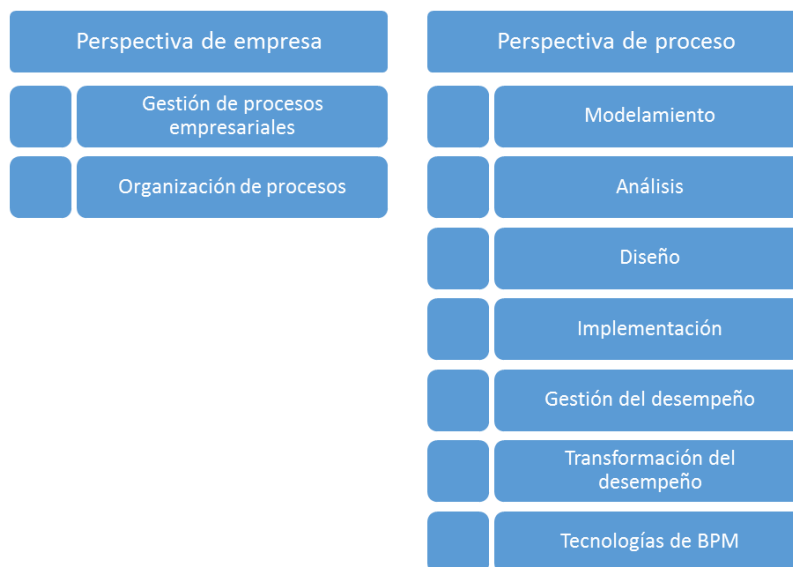 Perspectiva de empresa
Gestión de procesos
empresariales
Organización de procesos
Perspectiva de proceso
Modelamiento
Análisis
Diseño
Implementación
Gestión del desempeño
Transformación del
desempeño
Tecnologías de BPM